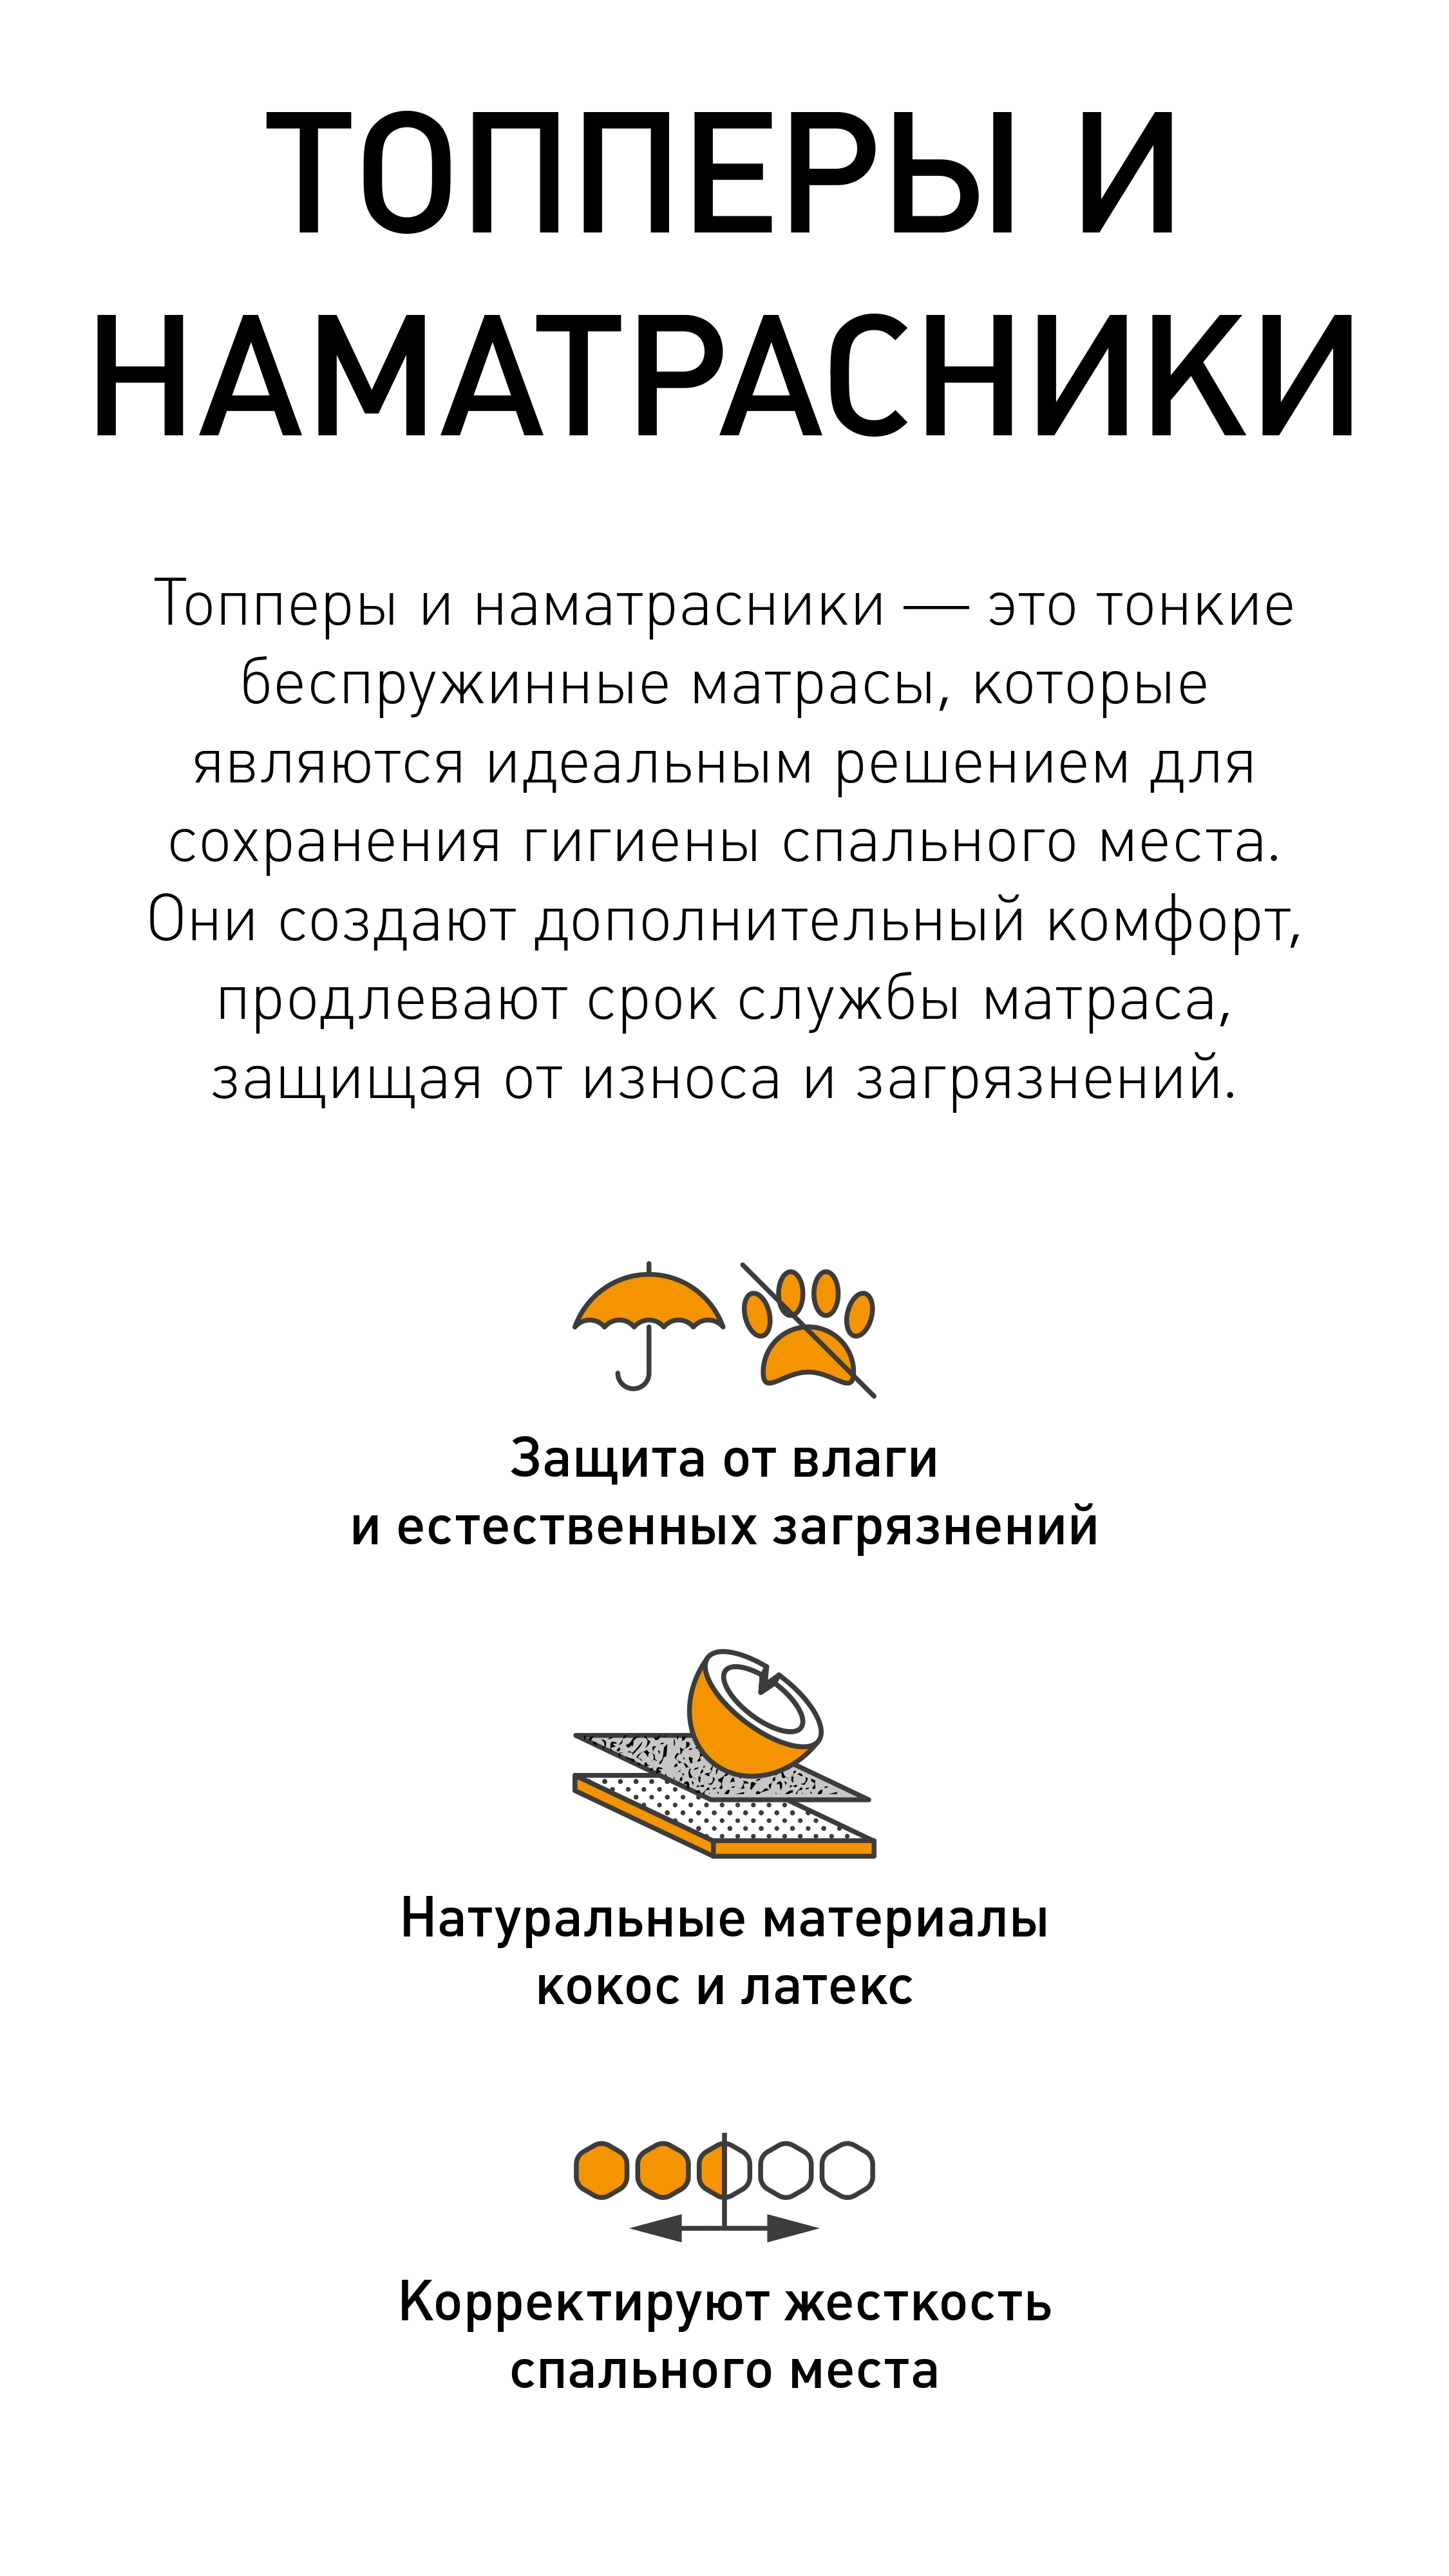 ТОППЕРЫ И
НАМАТРАСНИКИ
Топперы и наматрасники — это тонкие
беспружинные матрасы, которые
являются идеальным решением для
сохранения гигиены спального места.
Они создают дополнительный комфорт,
продлевают срок службы матраса,
защищая от износа и загрязнений.
Защита от влаги
и естественных загрязнений
Натуральные материалы
кокос и латекс
Корректируют жесткость
спального места